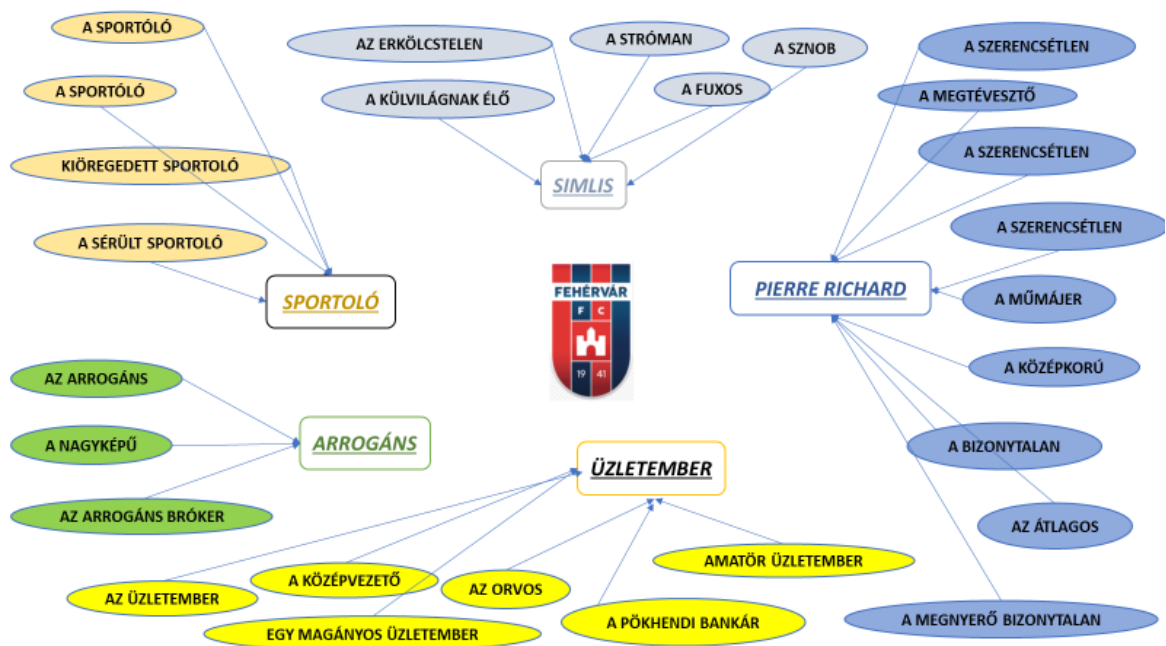 A SPORTÓLÓ
A SPORTÓLÓ
KIÖREGEDETT SPORTOLÓ
A SÉRÜLT SPORTOLÓ
SPORTOLÓ
AZ ERKÖLCSTELEN
A STRÓMAN
A SZNOB
A KÜLVILÁGNAK ÉLŐ
A FUXOS
SIMLIS
A SZERENCSÉTLEN
A MEGTÉVESZTŐ
A SZERENCSÉTLEN
A SZERENCSÉTLEN
PIERRE RICHARD
A MŰMÁJER
A KÖZÉPKORÚ
A BIZONYTALAN
AZ ÁTLAGOS
A MEGNYERŐ BIZONYTALAN
FEHÉRVÁR
F C
19 41
AZ ARROGÁNS
A NAGYKÉPŰ
AZ ARROGÁNS BRÓKER
ARROGÁNS
ÜZLETEMBER
AZ ÜZLETEMBER
A KÖZÉPVEZETŐ
EGY MAGÁNYOS ÜZLETEMBER
AZ ORVOS
A PÖKHENDI BANKÁR
AMATŐR ÜZLETEMBER